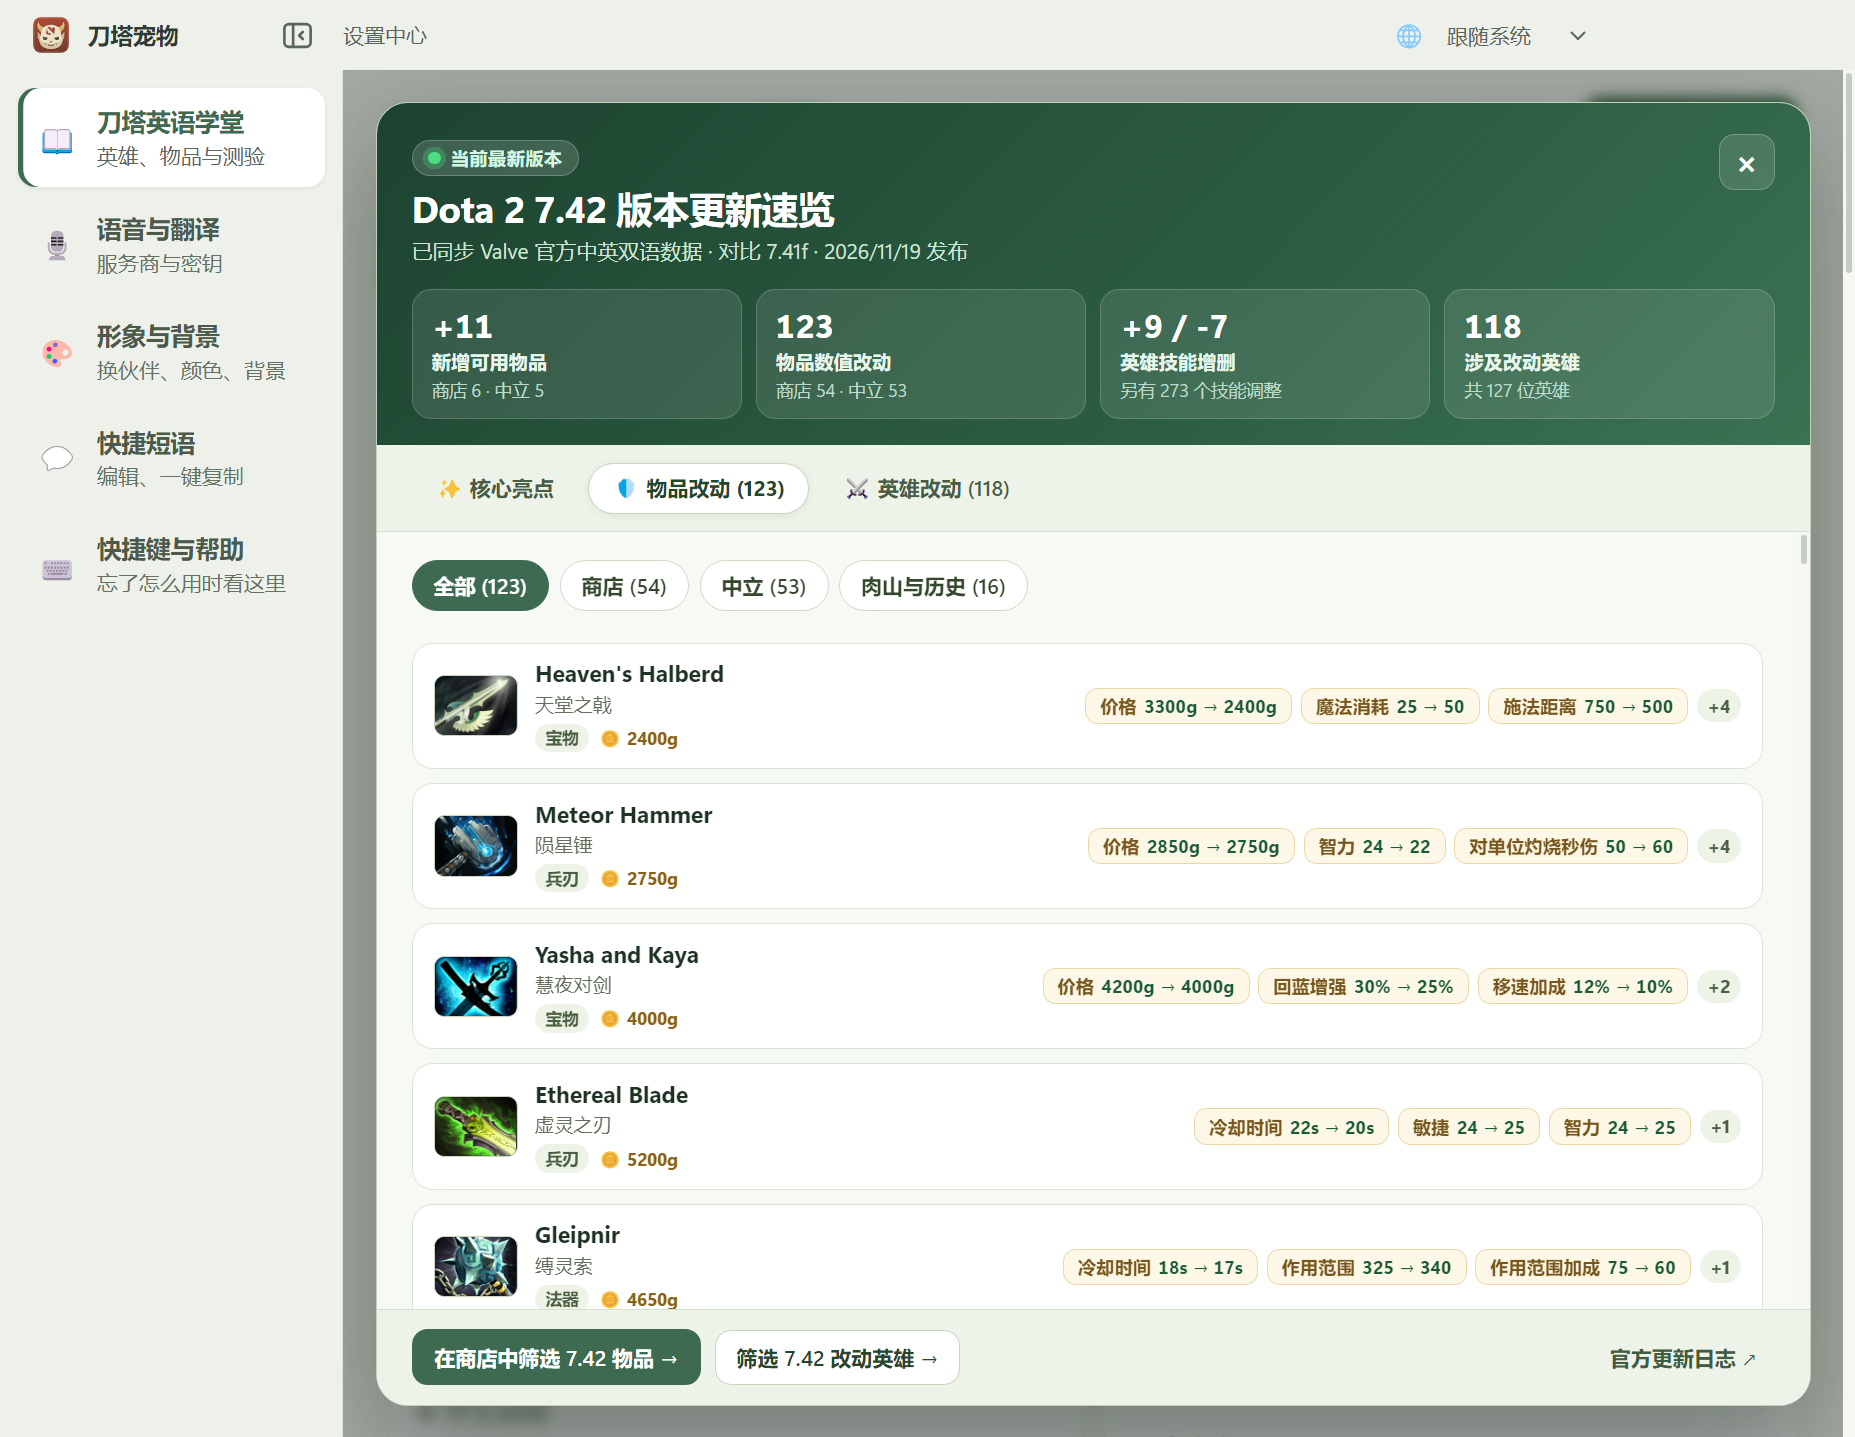 刀塔宠物
设置中心
跟随系统
刀塔英语学堂
英雄、物品与测验
语音与翻译
服务商与密钥
形象与背景
换伙伴、颜色、背景
快捷短语
编辑、一键复制
快捷键与帮助
忘了怎么用时看这里
当前最新版本
Dota 2 7.42 版本更新速览
已同步 Valve 官方中英双语数据 · 对比 7.41f · 2026/11/19 发布
+11
新增可用物品
商店 6 · 中立 5
123
物品数值改动
商店 54 · 中立 53
+9 / -7
英雄技能增删
另有 273 个技能调整
118
涉及改动英雄
共 127 位英雄
核心亮点
物品改动 (123)
英雄改动 (118)
全部 (123)
商店 (54)
中立 (53)
肉山与历史 (16)
Heaven's Halberd
天堂之戟
宝物 2400g
价格 3300g → 2400g
魔法消耗 25 → 50
施法距离 750 → 500
+4
Meteor Hammer
陨星锤
兵刃 2750g
价格 2850g → 2750g
智力 24 → 22
对单位灼烧秒伤 50 → 60
+4
Yasha and Kaya
慧夜对剑
宝物 4000g
价格 4200g → 4000g
回蓝增强 30% → 25%
移速加成 12% → 10%
+2
Ethereal Blade
虚灵之刃
兵刃 5200g
冷却时间 22s → 20s
敏捷 24 → 25
智力 24 → 25
+1
Gleipnir
缚灵索
法器 4650g
冷却时间 18s → 17s
作用范围 325 → 340
作用范围加成 75 → 60
+1
在商店中筛选 7.42 物品 →
筛选 7.42 改动英雄 →
官方更新日志 ↗